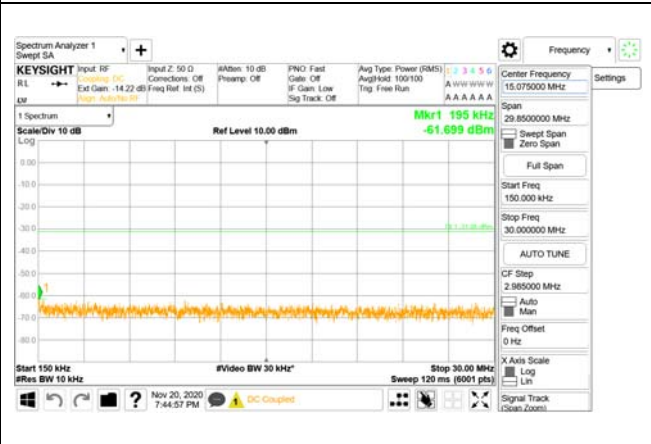 Spectrum Analyzer 1
Swept SA
+
Frequency
KEYSIGHT
RL
Input: RF
Coupling: DC
Ext Gain: -14.22 dB
Align: Auto/No RF
Input Z: 50 Ω
Corrections: Off
Freq Ref: Int (S)
#Atten: 10 dB
Preamp: Off
PNO: Fast
Gate: Off
IF Gain: Low
Sig Track: Off
Avg Type: Power (RMS)
Avg|Hold: 100/100
Trig: Free Run
1 2 3 4 5 6
A W W W W W
A A A A A A
Center Frequency
15.075000 MHz
Settings
1 Spectrum
Scale/Div 10 dB
Log
Ref Level 10.00 dBm
Mkr1 195 kHz
-61.699 dBm
0.00
-10.0
-20.0
-30.0
-40.0
-50.0
-60.0
-70.0
-80.0
1
Start 150 kHz
#Res BW 10 kHz
#Video BW 30 kHz*
Stop 30.00 MHz
Sweep 120 ms (6001 pts)
Span
29.8500000 MHz
Swept Span
Zero Span
Full Span
Start Freq
150.000 kHz
Stop Freq
30.000000 MHz
AUTO TUNE
CF Step
2.985000 MHz
Auto
Man
Freq Offset
0 Hz
X Axis Scale
Log
Lin
Signal Track
(Span Zoom)
?
Nov 20, 2020
7:44:57 PM
1
DC Coupled